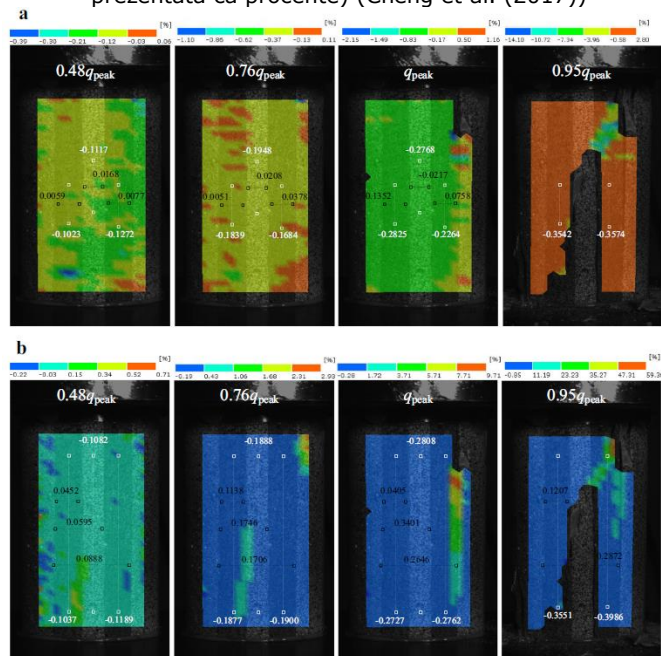 prezentată ca procente) (Cheng et al. (2017))
a
[%] [%] [%] [%]
-0.39 -0.30 -0.21 -0.12 -0.03 0.06 -1.10 -0.86 -0.62 -0.37 -0.13 0.11 -2.15 -1.49 -0.83 -0.17 0.50 1.16 -14.10 -10.72 -7.34 -3.96 -0.58 2.80
0.48qpeak 0.76qpeak qpeak 0.95qpeak
-0.1117 -0.1948 -0.2768
0.0168 -0.0208 -0.0217
0.0059 0.0077 0.0051 0.0378 0.1352 0.0758
-0.1023 -0.1272 -0.1839 -0.1684 -0.2825 -0.2264 -0.3542 -0.3574
b
[%] [%] [%] [%]
-0.22 -0.03 0.15 0.34 0.52 0.71 -0.19 0.43 1.06 1.68 2.31 2.93 -0.28 1.72 3.71 5.71 7.71 9.71 -0.85 11.19 23.23 35.27 47.31
0.48qpeak 0.76qpeak qpeak 0.95qpeak
-0.1082 -0.1888 -0.2808
0.0452 0.1138 0.0405 0.1207
0.0595 0.1746 0.3401
0.0888 0.1706 0.2646 0.2872
-0.1037 -0.1189 -0.1877 -0.1900 -0.2727 -0.2762 -0.3551 -0.3986